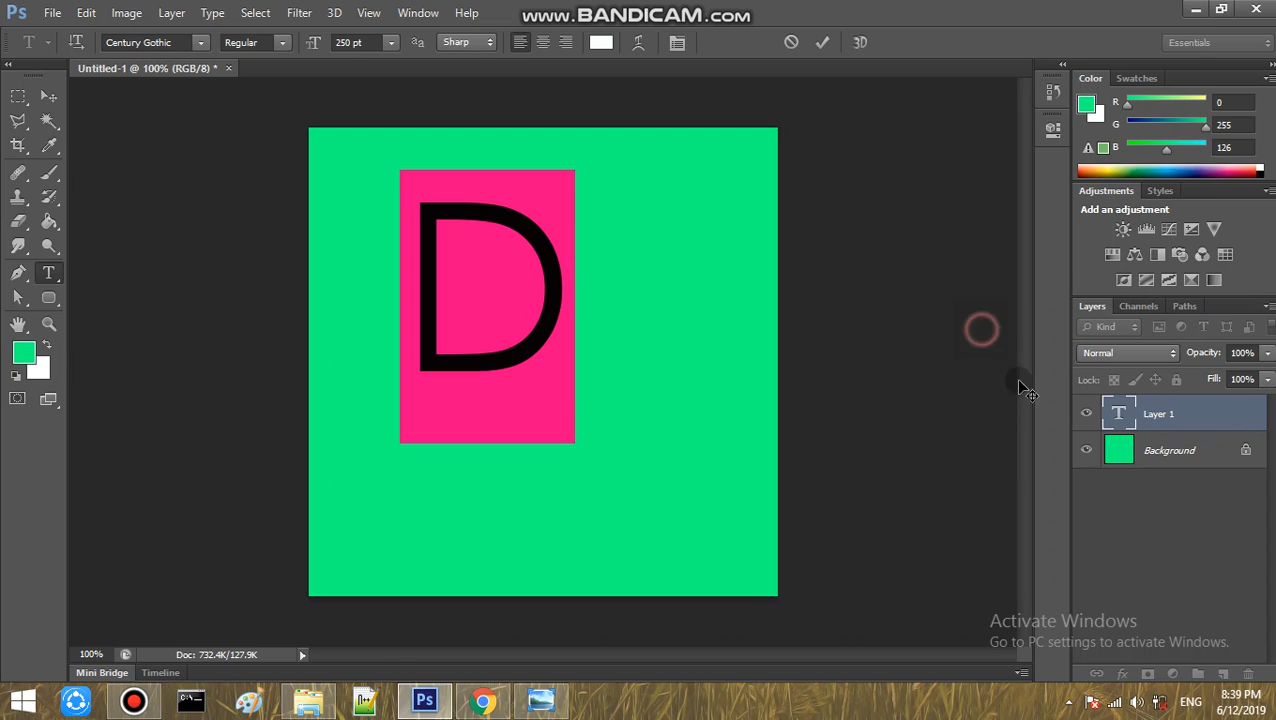 Ps File Edit Image Layer Type Select Filter 3D View Window Help
www.BANDICAM.com
T Century Gothic Regular 250 pt aa Sharp 3D Essentials
Untitled-1 @ 100% (RGB/8) * ×
Color Swatches
R 0
G 255
B 126
Adjustments Styles
Add an adjustment
D
Layers Channels Paths
Kind
Normal Opacity: 100%
Lock: Fill: 100%
T Layer 1
Background
Activate Windows
Go to PC settings to activate Windows.
100% Doc: 732.4K/127.9K
Mini Bridge Timeline
Ps ENG 8:39 PM
6/12/2019